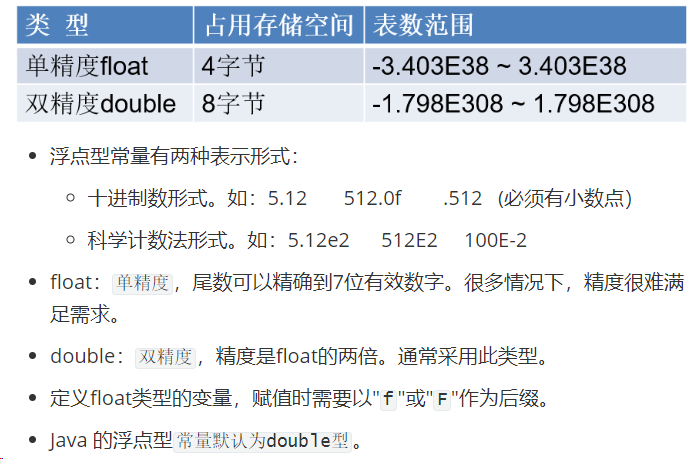 类 型 占用存储空间 表数范围
单精度float 4字节 -3.403E38 ~ 3.403E38
双精度double 8字节 -1.798E308 ~ 1.798E308
浮点型常量有两种表示形式：
十进制数形式。如：5.12 512.0f .512 (必须有小数点）
科学计数法形式。如：5.12e2 512E2 100E-2
float：单精度，尾数可以精确到7位有效数字。很多情况下，精度很难满
足需求。
double：双精度，精度是float的两倍。通常采用此类型。
定义float类型的变量，赋值时需要以"f"或"F"作为后缀。
Java 的浮点型常量默认为double型。